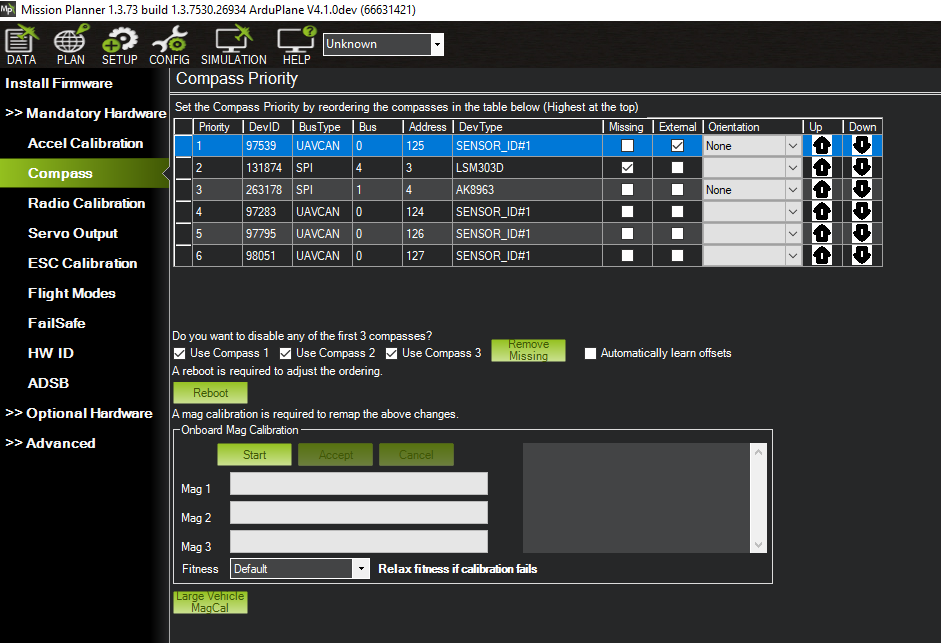 Mp Mission Planner 1.3.73 build 1.3.7530.26934 ArduPlane V4.1.0dev (66631421)
DATA PLAN SETUP CONFIG SIMULATION HELP Unknown
Install Firmware
>> Mandatory Hardware
Accel Calibration
Compass
Radio Calibration
Servo Output
ESC Calibration
Flight Modes
FailSafe
HW ID
ADSB
>> Optional Hardware
>> Advanced
Compass Priority
Set the Compass Priority by reordering the compasses in the table below (Highest at the top)
Priority DevID BusType Bus Address DevType Missing External Orientation Up Down
1 97539 UAVCAN 0 125 SENSOR_ID#1 None
2 131874 SPI 4 3 LSM303D
3 263178 SPI 1 4 AK8963 None
4 97283 UAVCAN 0 124 SENSOR_ID#1
5 97795 UAVCAN 0 126 SENSOR_ID#1
6 98051 UAVCAN 0 127 SENSOR_ID#1
Do you want to disable any of the first 3 compasses?
Use Compass 1 Use Compass 2 Use Compass 3 Remove Missing Automatically learn offsets
A reboot is required to adjust the ordering.
Reboot
A mag calibration is required to remap the above changes.
Onboard Mag Calibration
Start Accept Cancel
Mag 1
Mag 2
Mag 3
Fitness Default Relax fitness if calibration fails
Large Vehicle
MagCal